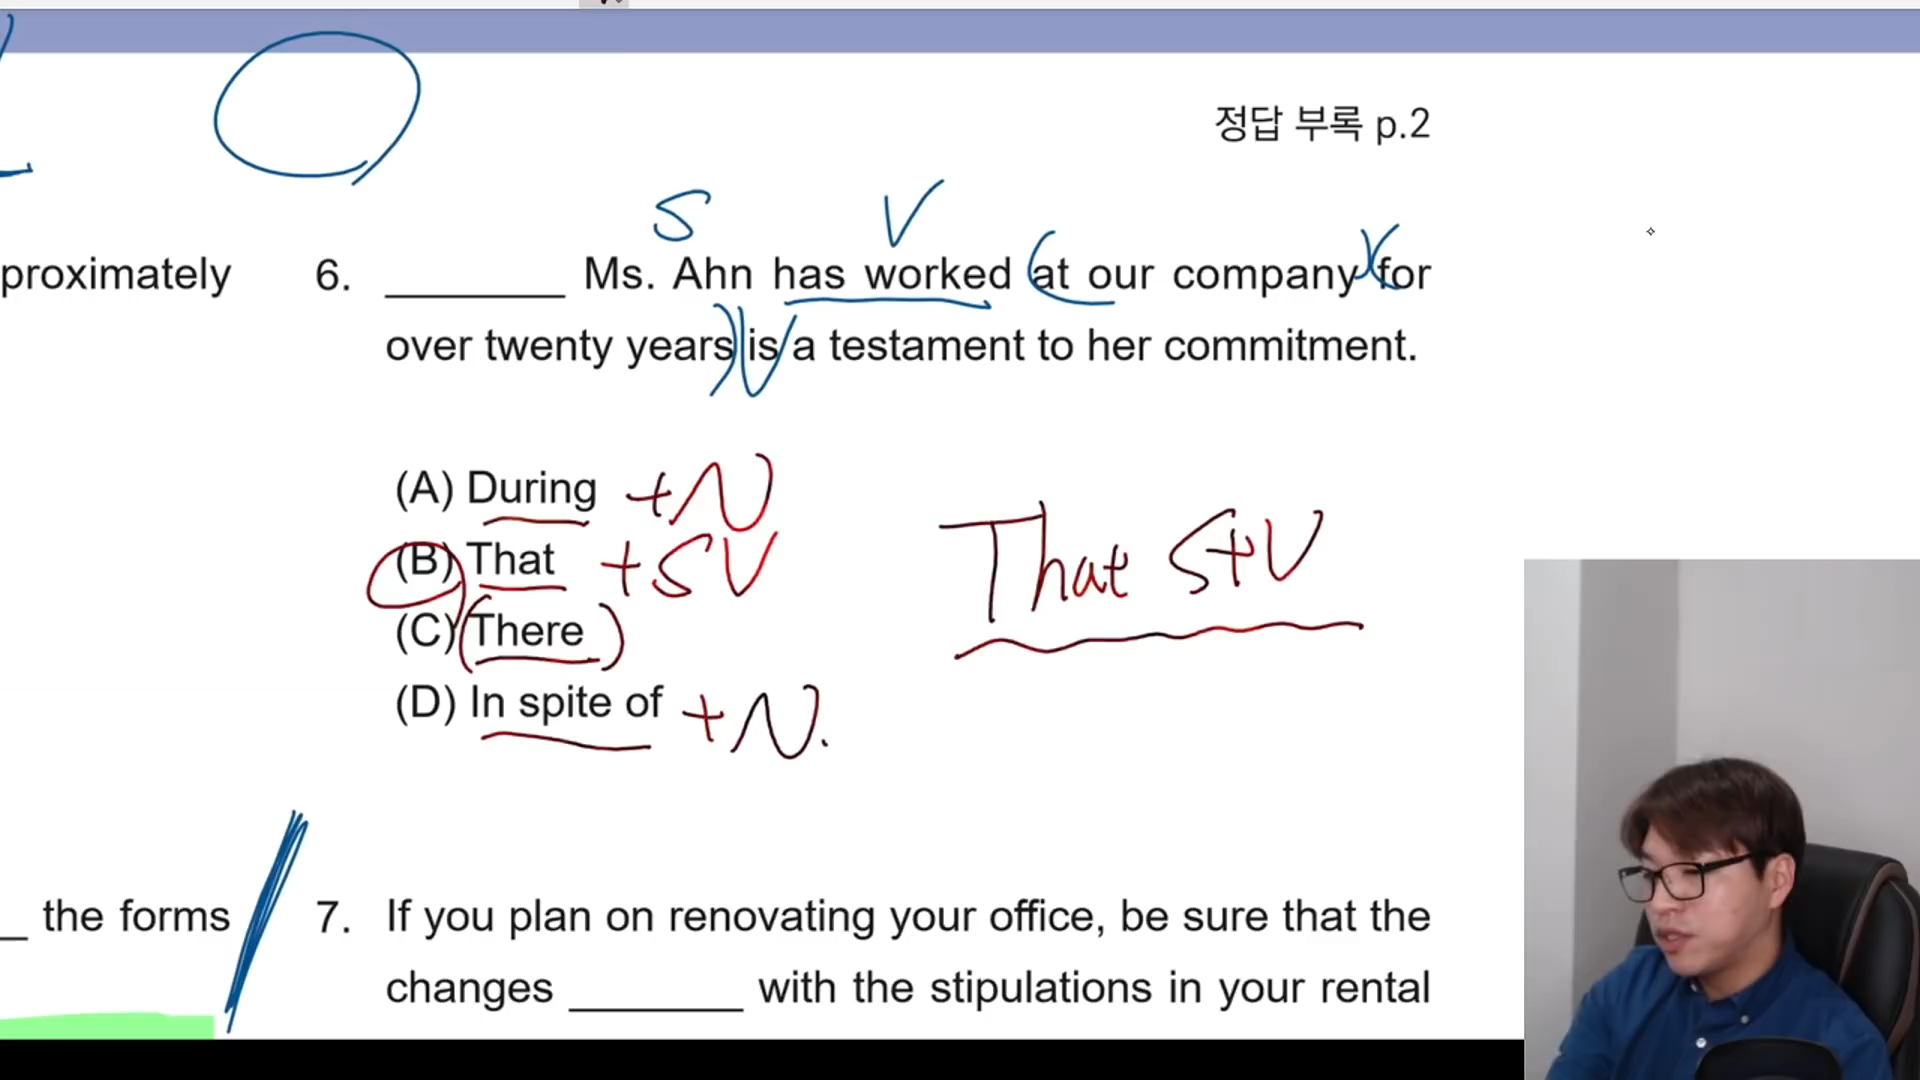 정답 부록 p.2
S V
proximately
6. ________ Ms. Ahn has worked at our company for
over twenty years is a testament to her commitment.
V
(A) During +N
(B) That +SV
(C) There
(D) In spite of +N.
That S+V
the forms
7. If you plan on renovating your office, be sure that the
changes ________ with the stipulations in your rental